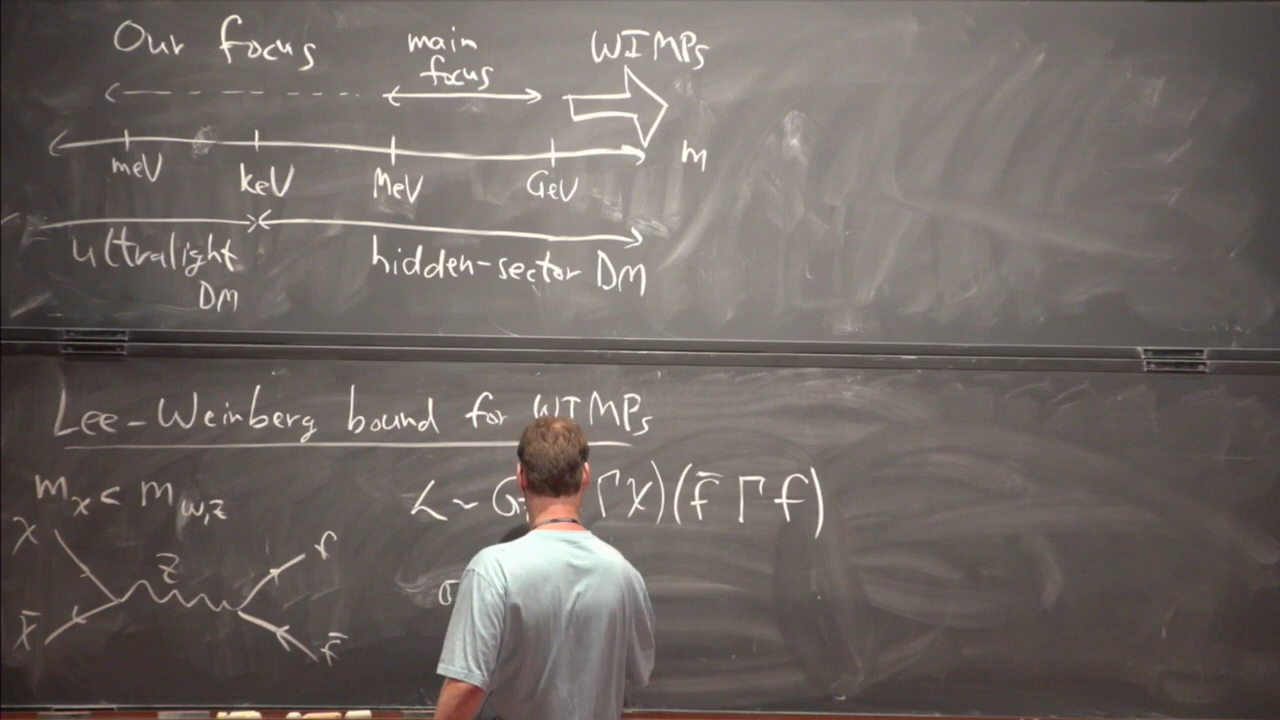 Our focus
main focus
WIMPs
meV keV MeV GeV m
ultralight DM
hidden-sector DM
Lee-Weinberg bound for WIMPs
m_χ < m_W,Z
L ~ G Γχ)(f̄ Γ f)
χ
Z
f
χ̄
f̄
σ